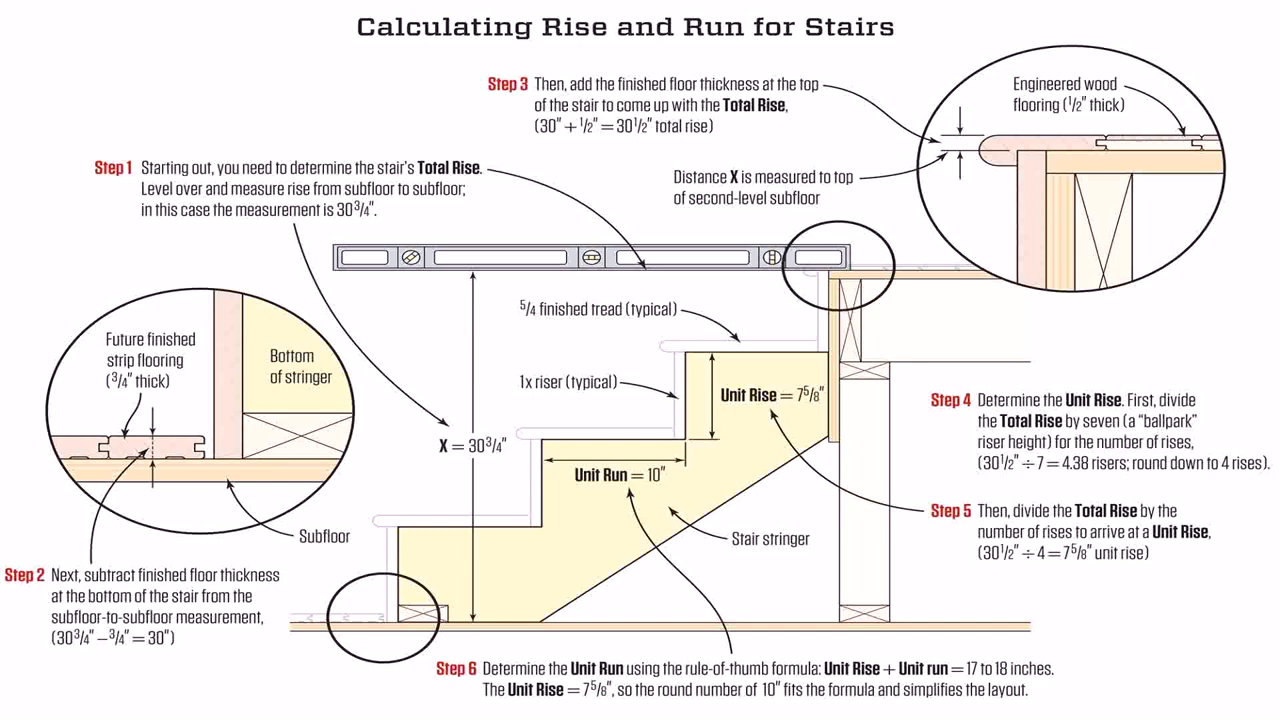 Calculating Rise and Run for Stairs
Step 3 Then, add the finished floor thickness at the top
of the stair to come up with the Total Rise,
(30" + 1/2" = 30 1/2" total rise)
Engineered wood
flooring (1/2" thick)
Step 1 Starting out, you need to determine the stair's Total Rise.
Level over and measure rise from subfloor to subfloor;
in this case the measurement is 30 3/4".
Distance X is measured to top
of second-level subfloor
5/4 finished tread (typical)
Future finished
strip flooring
(3/4" thick)
Bottom
of stringer
1x riser (typical)
Unit Rise = 7 5/8"
Step 4 Determine the Unit Rise. First, divide
the Total Rise by seven (a “ballpark”
riser height) for the number of rises,
(30 1/2" ÷ 7 = 4.38 risers; round down to 4 rises).
X = 30 3/4"
Unit Run = 10"
Step 5 Then, divide the Total Rise by the
number of rises to arrive at a Unit Rise,
(30 1/2" ÷ 4 = 7 5/8" unit rise)
Subfloor
Stair stringer
Step 2 Next, subtract finished floor thickness
at the bottom of the stair from the
subfloor-to-subfloor measurement,
(30 3/4" – 3/4" = 30")
Step 6 Determine the Unit Run using the rule-of-thumb formula: Unit Rise + Unit run = 17 to 18 inches.
The Unit Rise = 7 5/8", so the round number of 10" fits the formula and simplifies the layout.